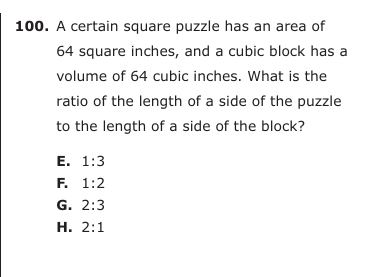 100. A certain square puzzle has an area of
64 square inches, and a cubic block has a
volume of 64 cubic inches. What is the
ratio of the length of a side of the puzzle
to the length of a side of the block?
E. 1:3
F. 1:2
G. 2:3
H. 2:1